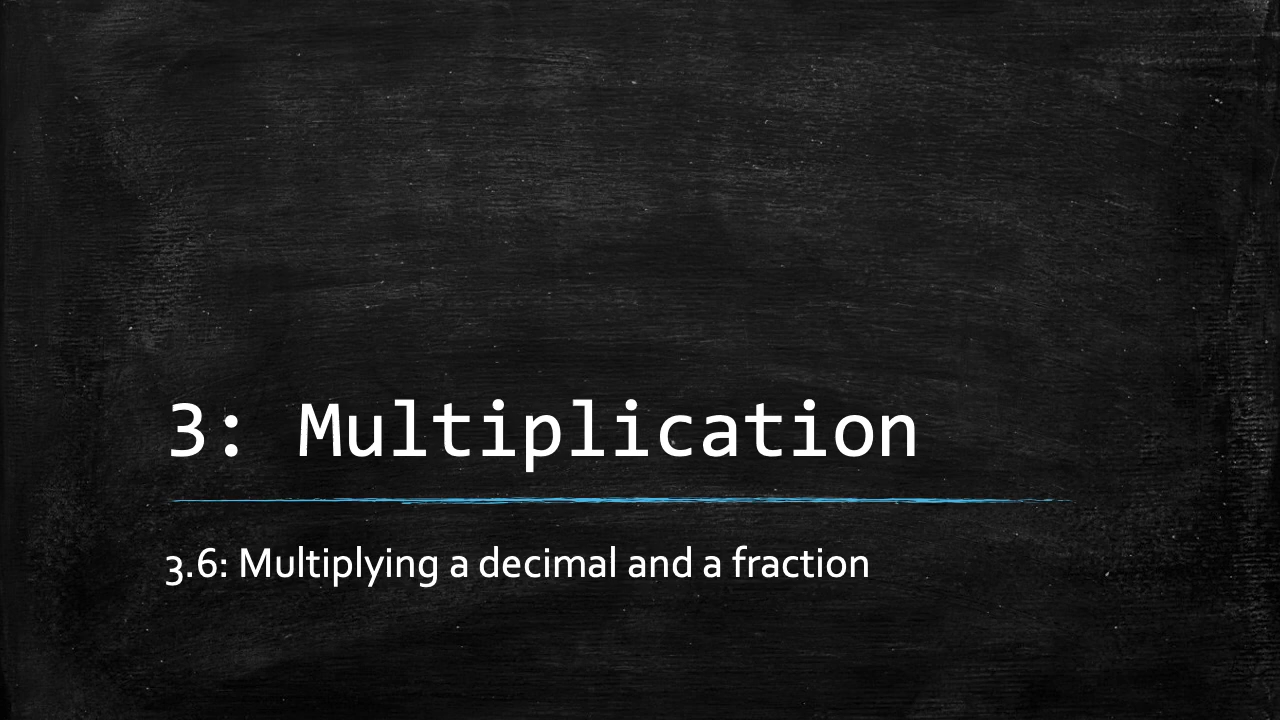 3: Multiplication
3.6: Multiplying a decimal and a fraction